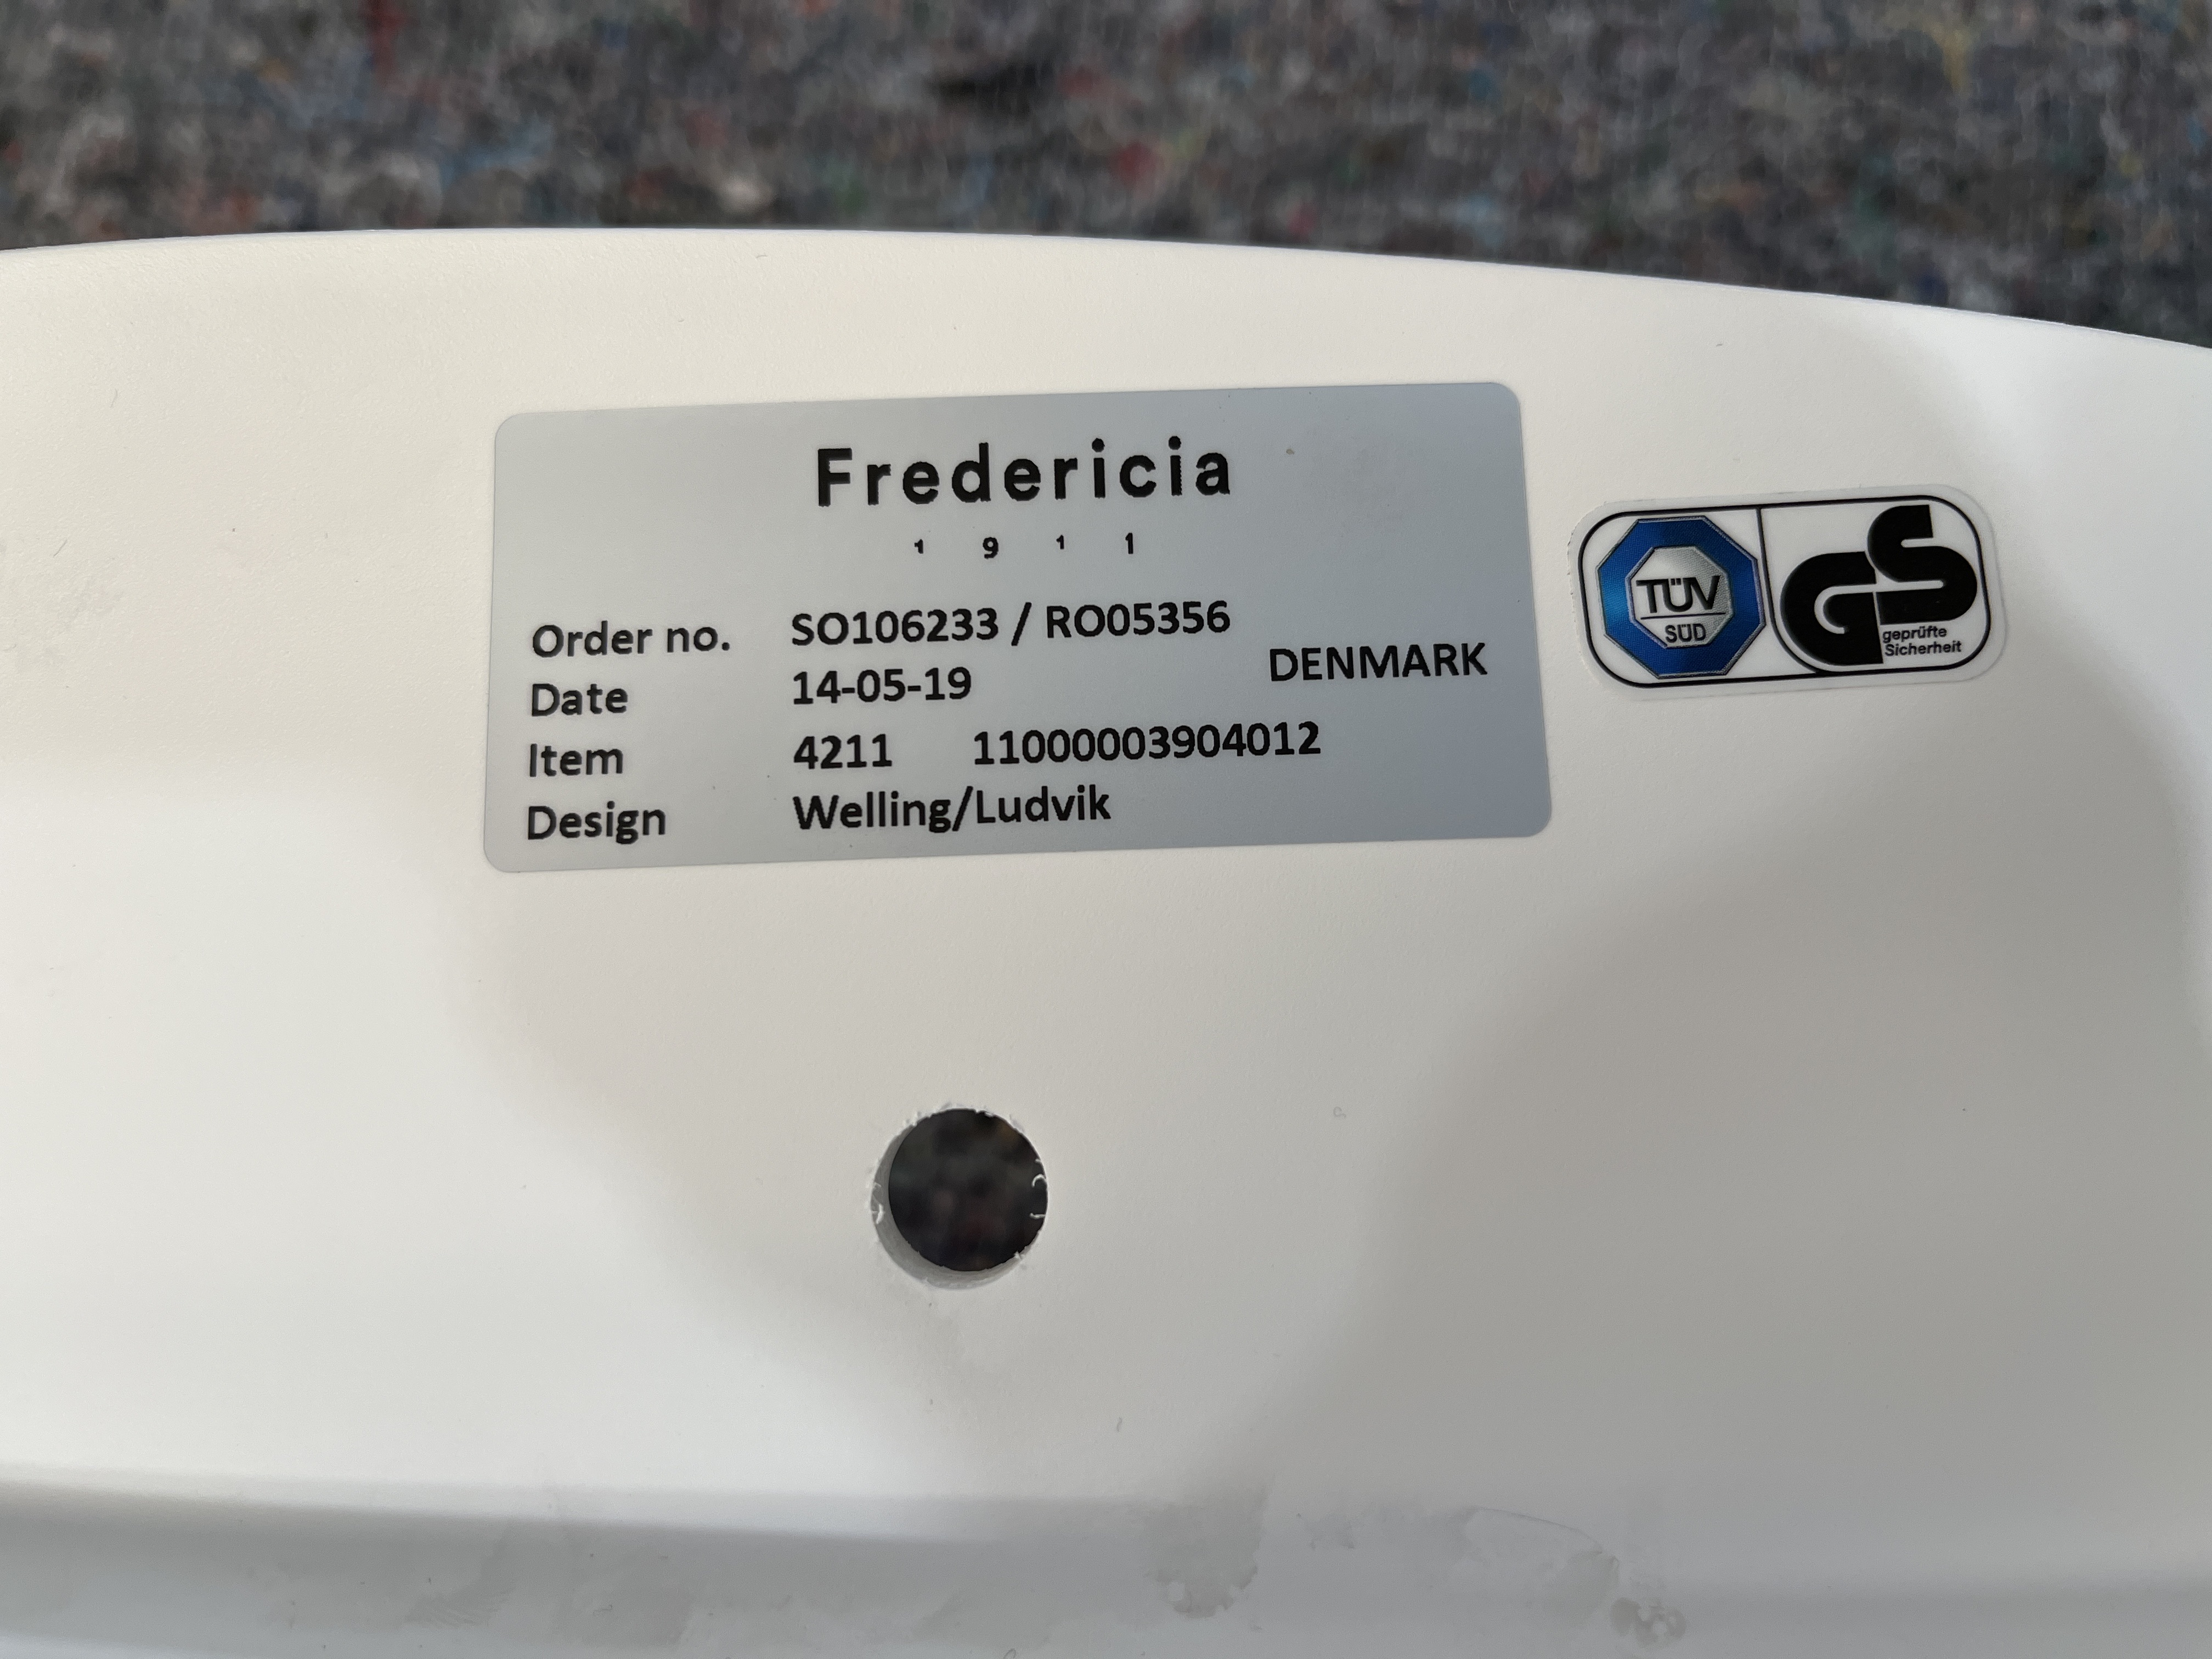 Fredericia
1 9 1 1
Order no. SO106233 / RO05356
Date 14-05-19 DENMARK
Item 4211 11000003904012
Design Welling/Ludvik
TÜV
SÜD
GS
geprüfte
Sicherheit